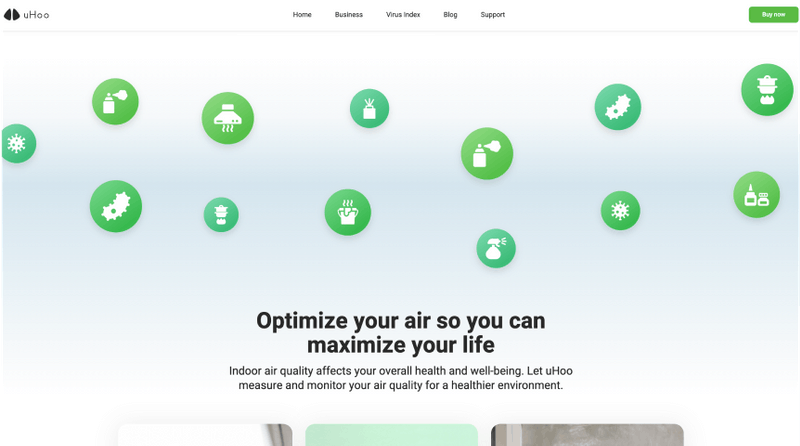 uHoo
Home
Business
Virus Index
Blog
Support
Buy now
Optimize your air so you can
maximize your life
Indoor air quality affects your overall health and well-being. Let uHoo
measure and monitor your air quality for a healthier environment.